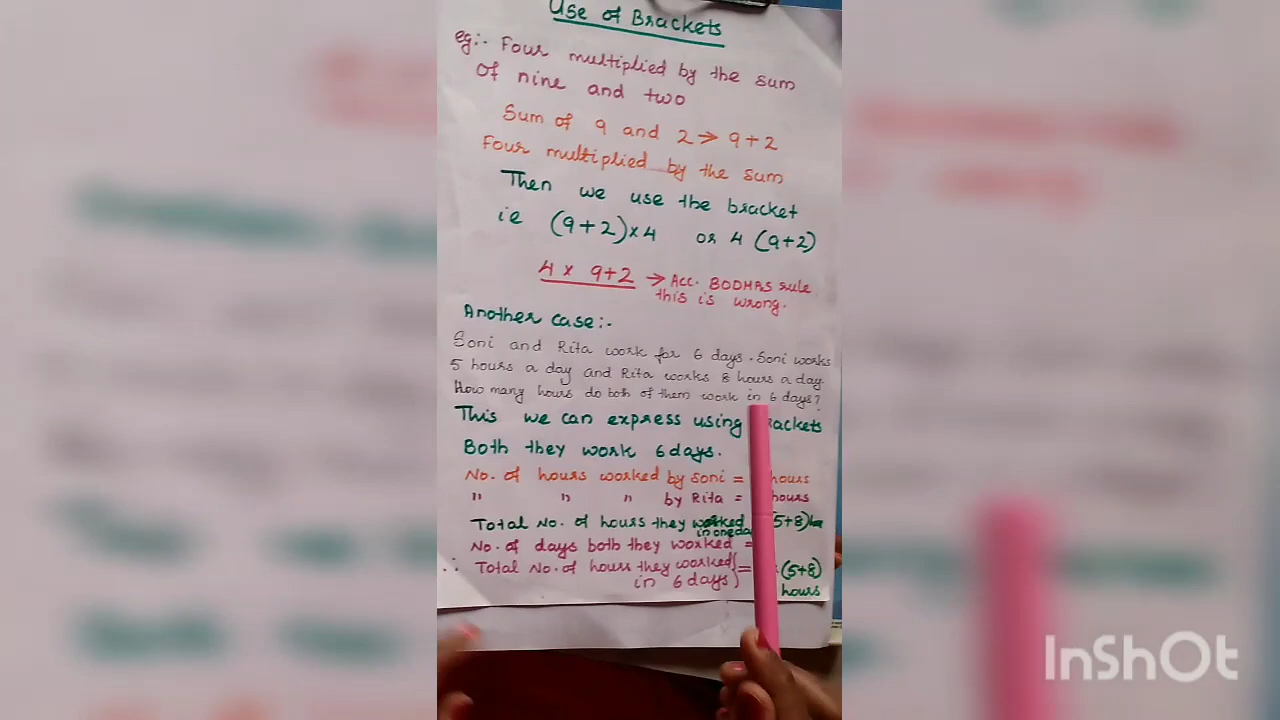 Use of Brackets
eg:- Four multiplied by the sum
of nine and two
Sum of 9 and 2 → 9+2
Four multiplied by the sum
Then we use the bracket
ie (9+2)×4 or 4 (9+2)
4 × 9+2 → Acc. BODMAS rule
this is wrong.
Another case:-
Soni and Rita work for 6 days. Soni works
5 hours a day and Rita works 8 hours a day.
How many hours do both of them work in 6 days?
This we can express using rackets
Both they work 6 days.
No. of hours worked by Soni = hours
" " " by Rita = hours
Total No. of hours they worked (5+8)
in one da
No. of days both they worked =
∴ Total No. of hours they worked = (5+8)
in 6 days) hours
InShOt